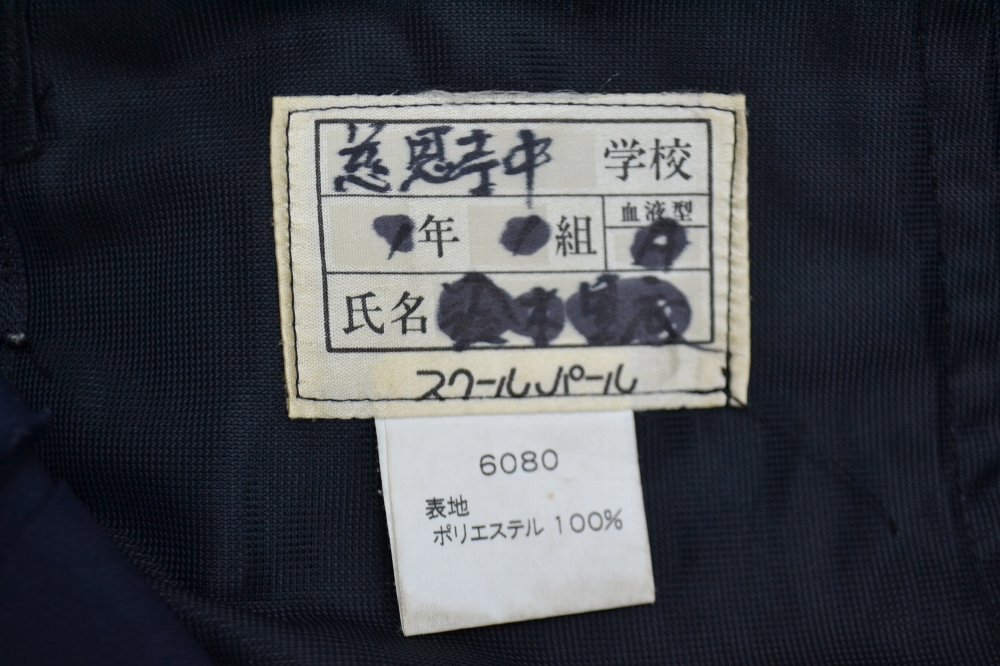 慈恩寺中 学校
年 組 血液型
氏名
スクールパール
6080
表地
ポリエステル 100%